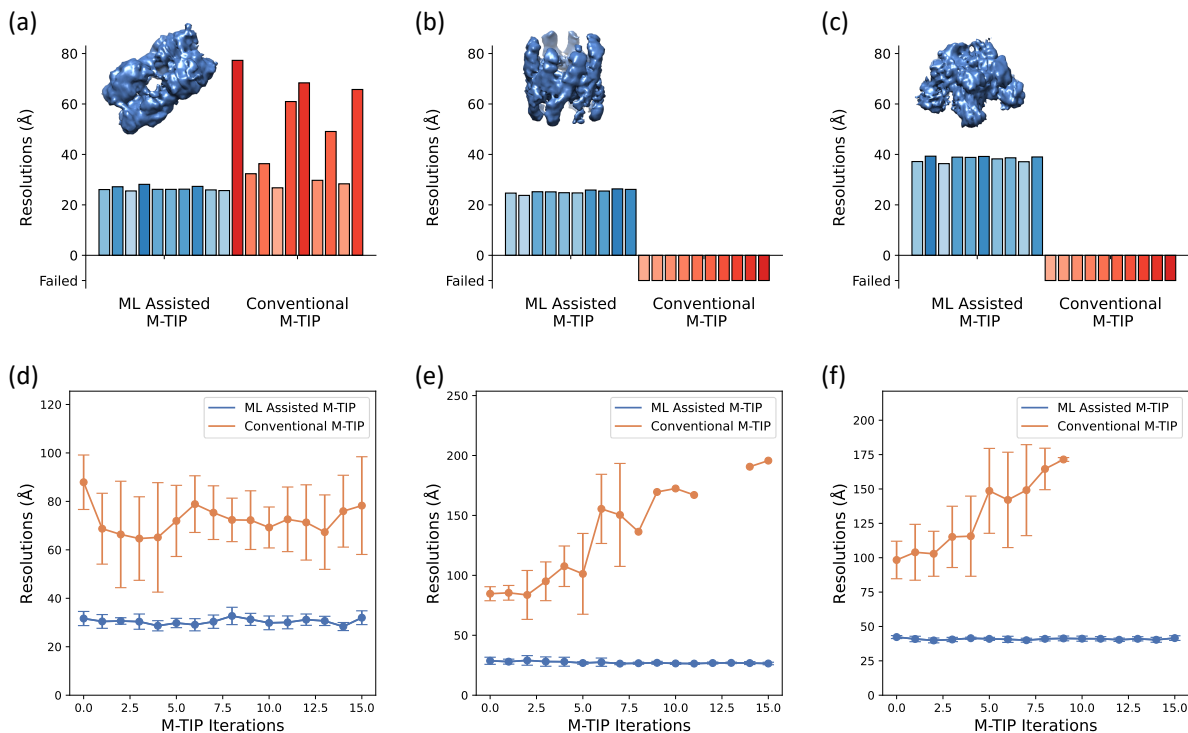 (a)
80
60
40
20
0
Failed
Resolutions (Å)
ML Assisted
M-TIP
Conventional
M-TIP
(b)
80
60
40
20
0
Failed
Resolutions (Å)
ML Assisted
M-TIP
Conventional
M-TIP
(c)
80
60
40
20
0
Failed
Resolutions (Å)
ML Assisted
M-TIP
Conventional
M-TIP
(d)
120
100
80
60
40
20
0
Resolutions (Å)
ML Assisted M-TIP
Conventional M-TIP
0.0 2.5 5.0 7.5 10.0 12.5 15.0
M-TIP Iterations
(e)
250
200
150
100
50
0
Resolutions (Å)
ML Assisted M-TIP
Conventional M-TIP
0.0 2.5 5.0 7.5 10.0 12.5 15.0
M-TIP Iterations
(f)
200
175
150
125
100
75
50
25
0
Resolutions (Å)
ML Assisted M-TIP
Conventional M-TIP
0.0 2.5 5.0 7.5 10.0 12.5 15.0
M-TIP Iterations